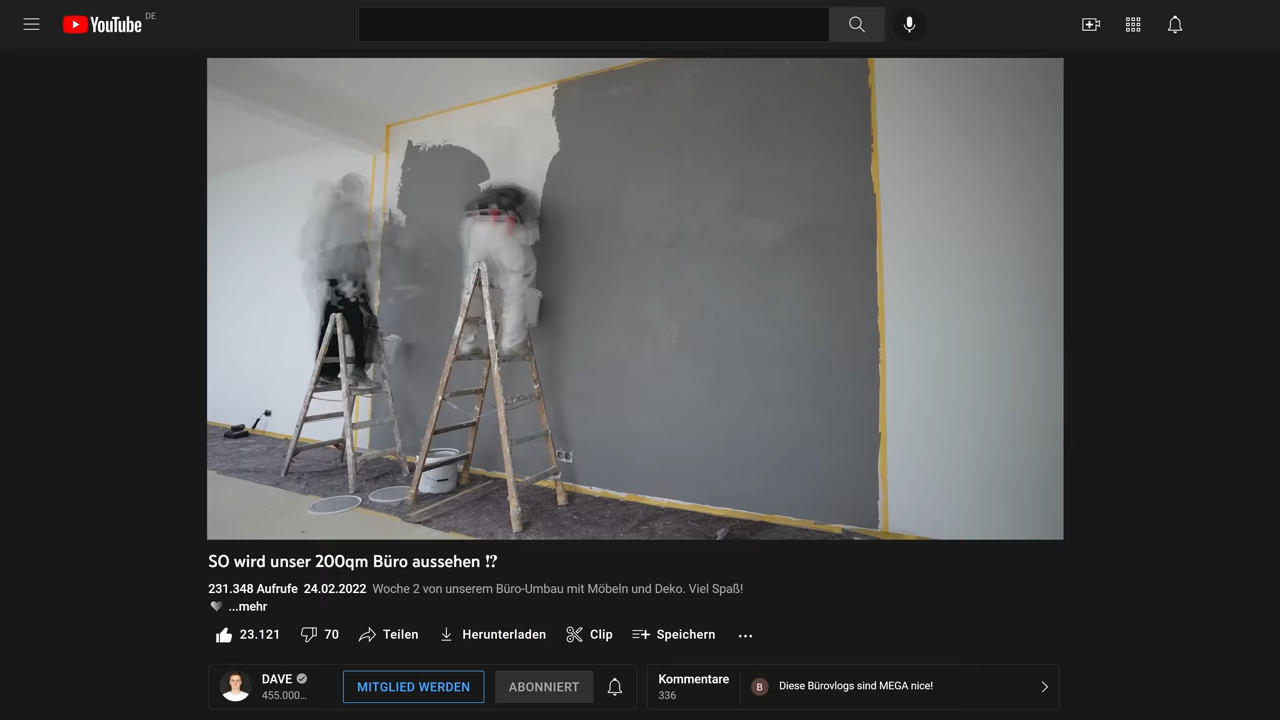 YouTube DE
SO wird unser 200qm Büro aussehen ⁉
231.348 Aufrufe 24.02.2022 Woche 2 von unserem Büro-Umbau mit Möbeln und Deko. Viel Spaß!
🖤 ...mehr
23.121 70 Teilen Herunterladen Clip Speichern ...
DAVE
455.000...
MITGLIED WERDEN
ABONNIERT
Kommentare
336
B
Diese Bürovlogs sind MEGA nice!